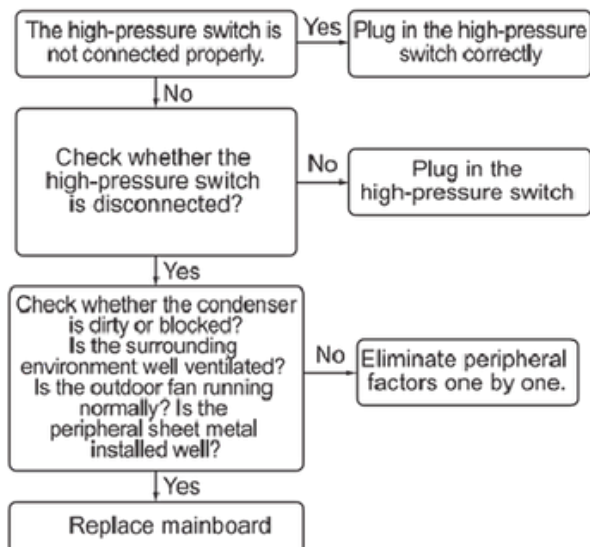 The high-pressure switch is
not connected properly.
Yes
Plug in the high-pressure
switch correctly
No
Check whether the
high-pressure switch
is disconnected?
No
Plug in the
high-pressure switch
Yes
Check whether the condenser
is dirty or blocked?
Is the surrounding
environment well ventilated?
Is the outdoor fan running
normally? Is the
peripheral sheet metal
installed well?
No
Eliminate peripheral
factors one by one.
Yes
Replace mainboard